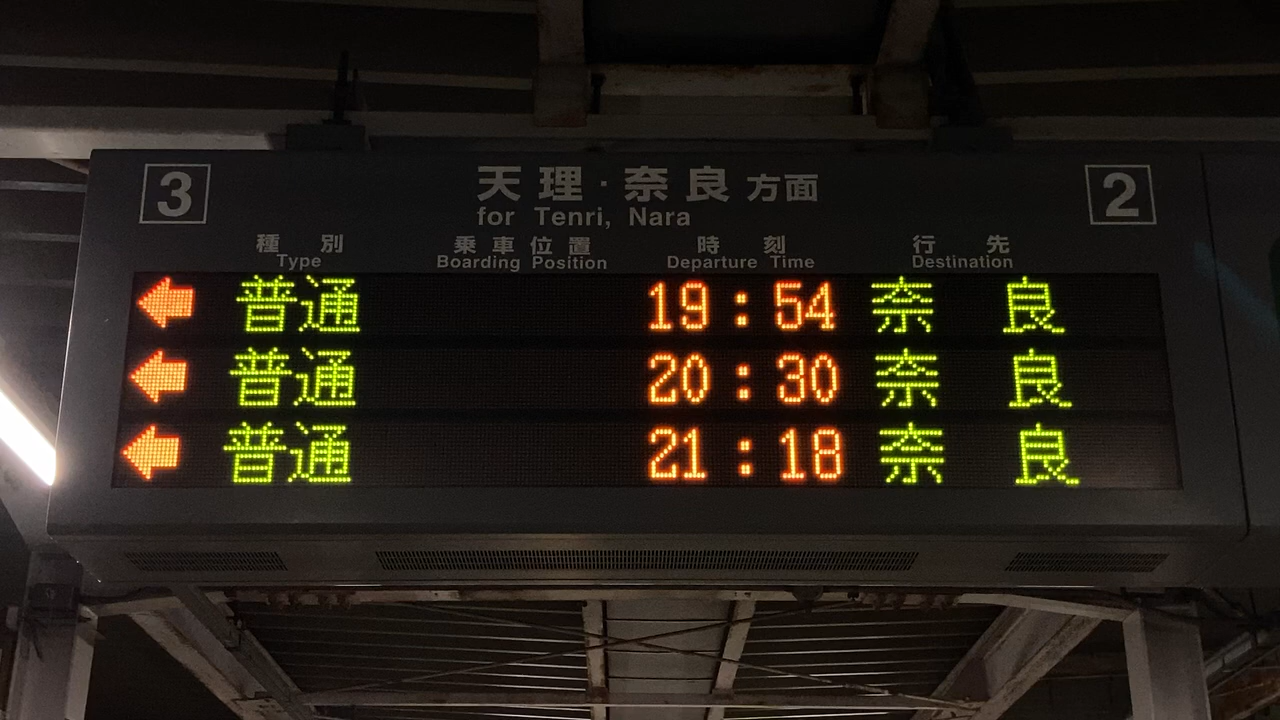 3 天理・奈良方面 2
for Tenri, Nara
種別 乗車位置 時刻 行先
Type Boarding Position Departure Time Destination
普通 19:54 奈良
普通 20:30 奈良
普通 21:18 奈良